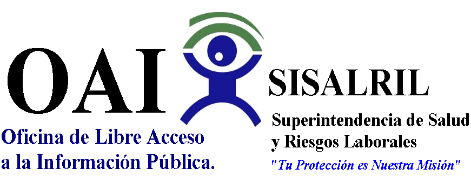 OAI
Oficina de Libre Acceso
a la Información Pública.
SISALRIL
Superintendencia de Salud
y Riesgos Laborales
"Tu Protección es Nuestra Misión"